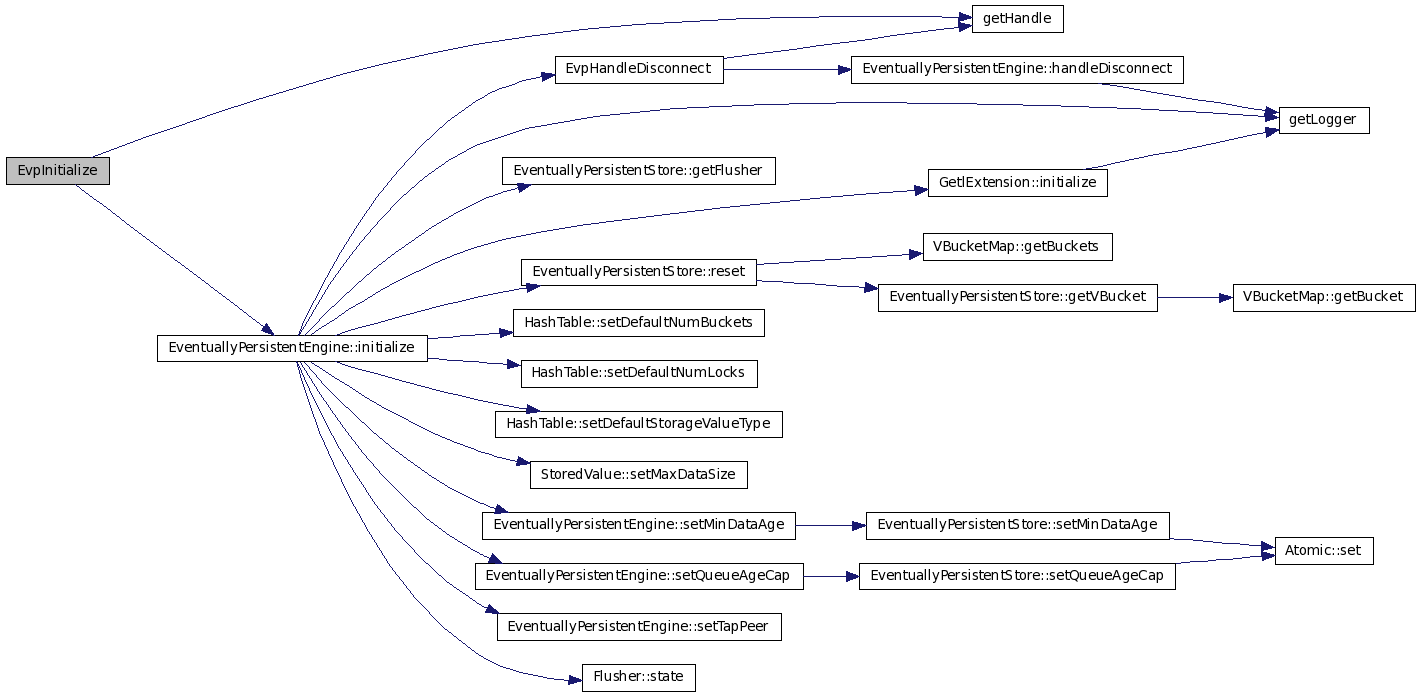 getHandle
EvpHandleDisconnect
EventuallyPersistentEngine::handleDisconnect
getLogger
EvpInitialize
EventuallyPersistentStore::getFlusher
GetlExtension::initialize
VBucketMap::getBuckets
EventuallyPersistentStore::reset
EventuallyPersistentStore::getVBucket
VBucketMap::getBucket
HashTable::setDefaultNumBuckets
EventuallyPersistentEngine::initialize
HashTable::setDefaultNumLocks
HashTable::setDefaultStorageValueType
StoredValue::setMaxDataSize
EventuallyPersistentEngine::setMinDataAge
EventuallyPersistentStore::setMinDataAge
Atomic::set
EventuallyPersistentEngine::setQueueAgeCap
EventuallyPersistentStore::setQueueAgeCap
EventuallyPersistentEngine::setTapPeer
Flusher::state